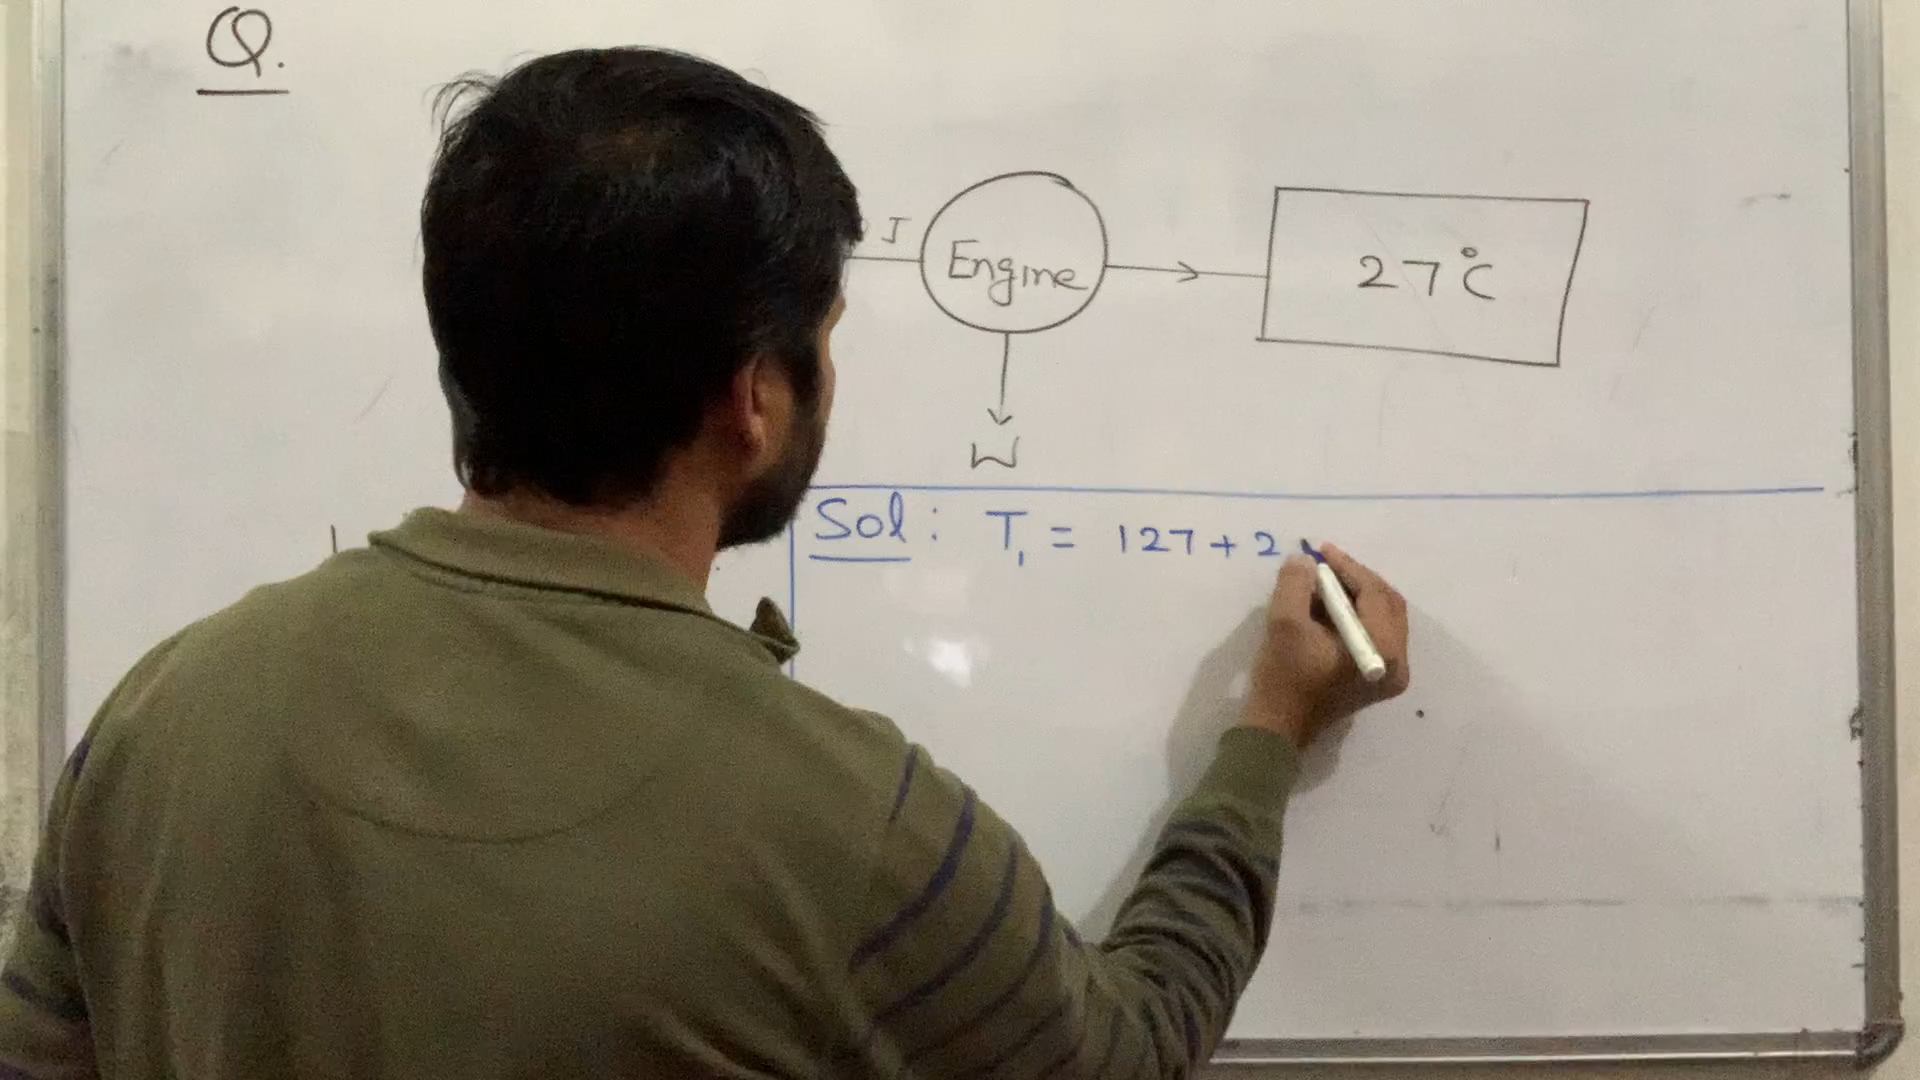 Q.
J
Engine
27°C
W
Sol: T₁ = 127 + 2